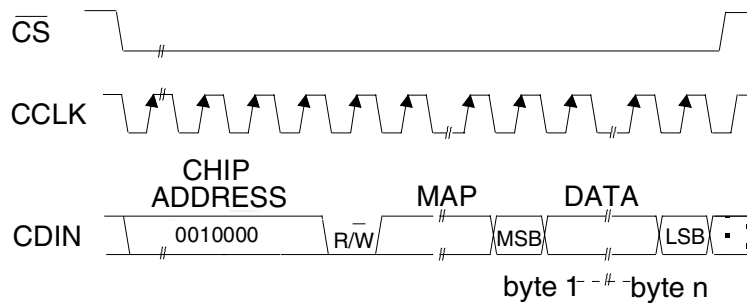 CS
CCLK
CHIP
ADDRESS
MAP
DATA
CDIN
0010000
R/W
MSB
LSB
byte 1
byte n